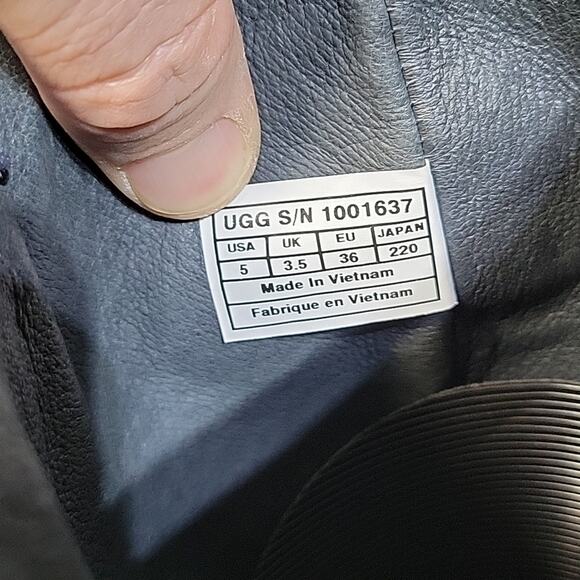 UGG S/N 1001637
USA UK EU JAPAN
5 3.5 36 220
Made In Vietnam
Fabrique en Vietnam